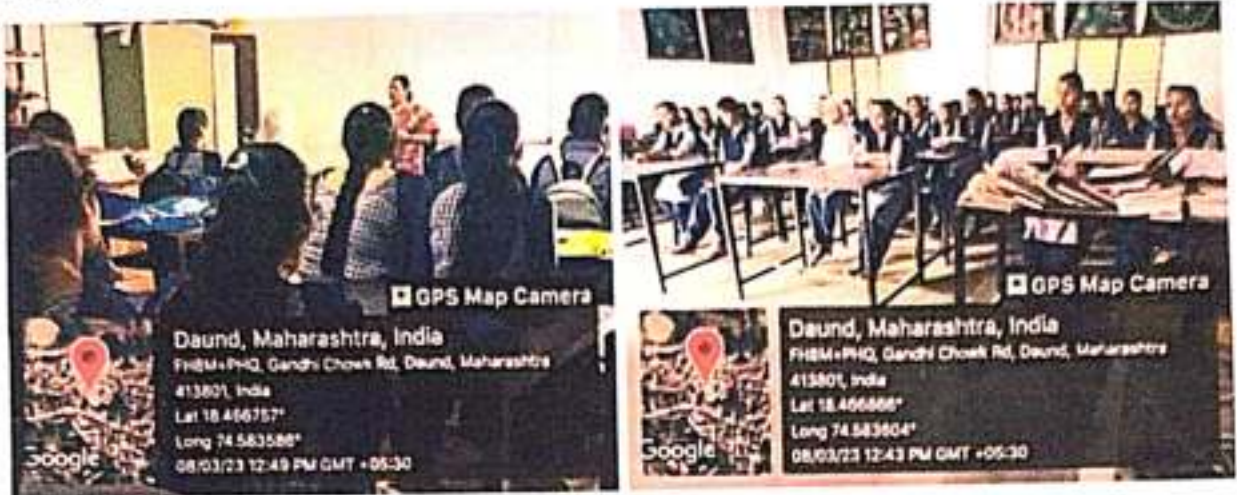 GPS Map Camera
Daund, Maharashtra, India
FH8M+PHQ, Gandhi Chowk Rd, Daund, Maharashtra
413801, India
Lat 18.466757°
Long 74.583586°
08/03/23 12:49 PM GMT +05:30
Google
GPS Map Camera
Daund, Maharashtra, India
FH8M+PHQ, Gandhi Chowk Rd, Daund, Maharashtra
413801, India
Lat 18.466866°
Long 74.583604°
08/03/23 12:43 PM GMT +05:30
Google